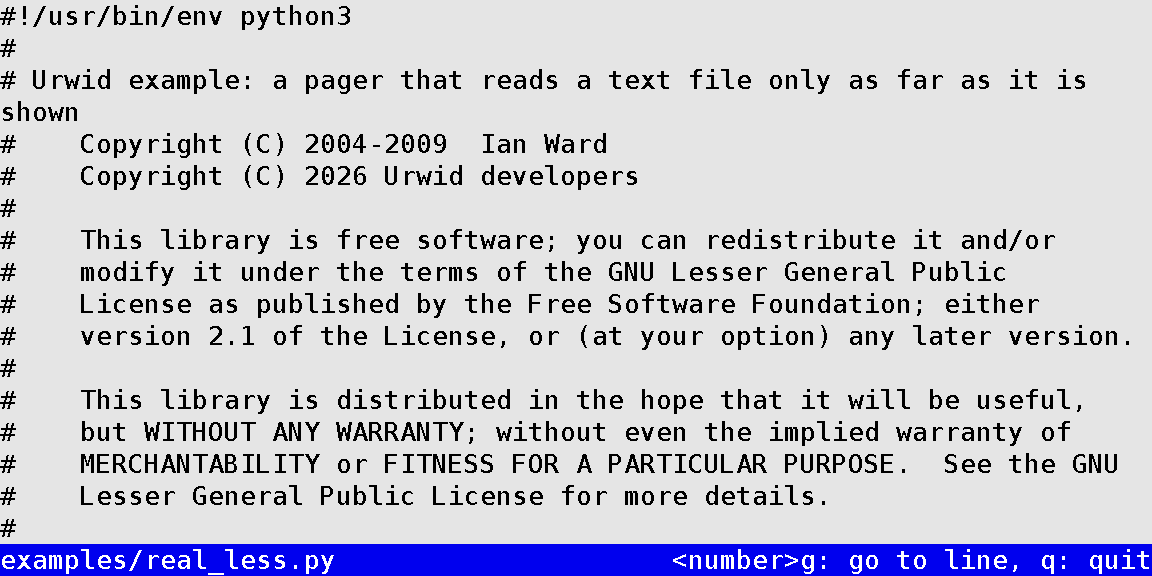 #!/usr/bin/env python3
#
# Urwid example: a pager that reads a text file only as far as it is
shown
#    Copyright (C) 2004-2009  Ian Ward
#    Copyright (C) 2026 Urwid developers
#
#    This library is free software; you can redistribute it and/or
#    modify it under the terms of the GNU Lesser General Public
#    License as published by the Free Software Foundation; either
#    version 2.1 of the License, or (at your option) any later version.
#
#    This library is distributed in the hope that it will be useful,
#    but WITHOUT ANY WARRANTY; without even the implied warranty of
#    MERCHANTABILITY or FITNESS FOR A PARTICULAR PURPOSE.  See the GNU
#    Lesser General Public License for more details.
#
examples/real_less.py                     <number>g: go to line, q: quit